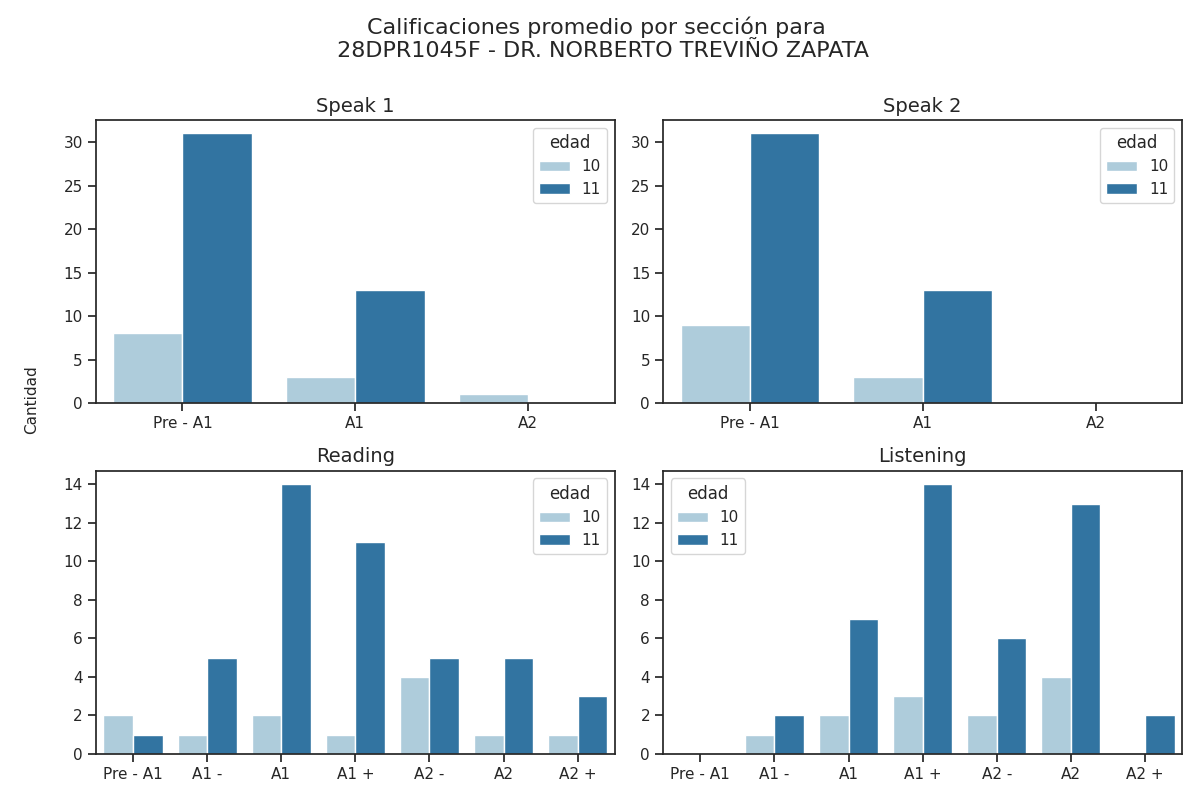 Calificaciones promedio por sección para
28DPR1045F - DR. NORBERTO TREVIÑO ZAPATA
Cantidad
Speak 1
30
25
20
15
10
5
0
Pre - A1 A1 A2
edad
10
11
Speak 2
30
25
20
15
10
5
0
Pre - A1 A1 A2
edad
10
11
Reading
14
12
10
8
6
4
2
0
Pre - A1 A1 - A1 A1 + A2 - A2 A2 +
edad
10
11
Listening
14
12
10
8
6
4
2
0
Pre - A1 A1 - A1 A1 + A2 - A2 A2 +
edad
10
11